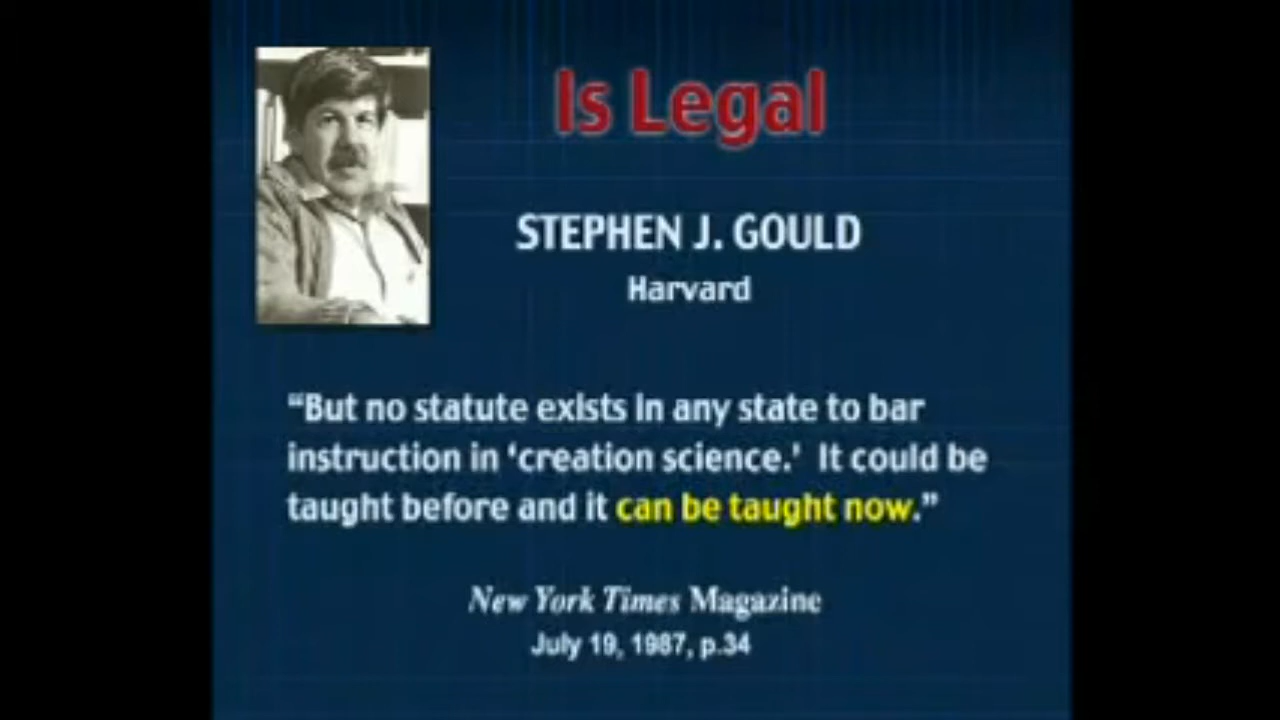 Is Legal
STEPHEN J. GOULD
Harvard
“But no statute exists in any state to bar
instruction in ‘creation science.’ It could be
taught before and it can be taught now.”
New York Times Magazine
July 19, 1987, p.34